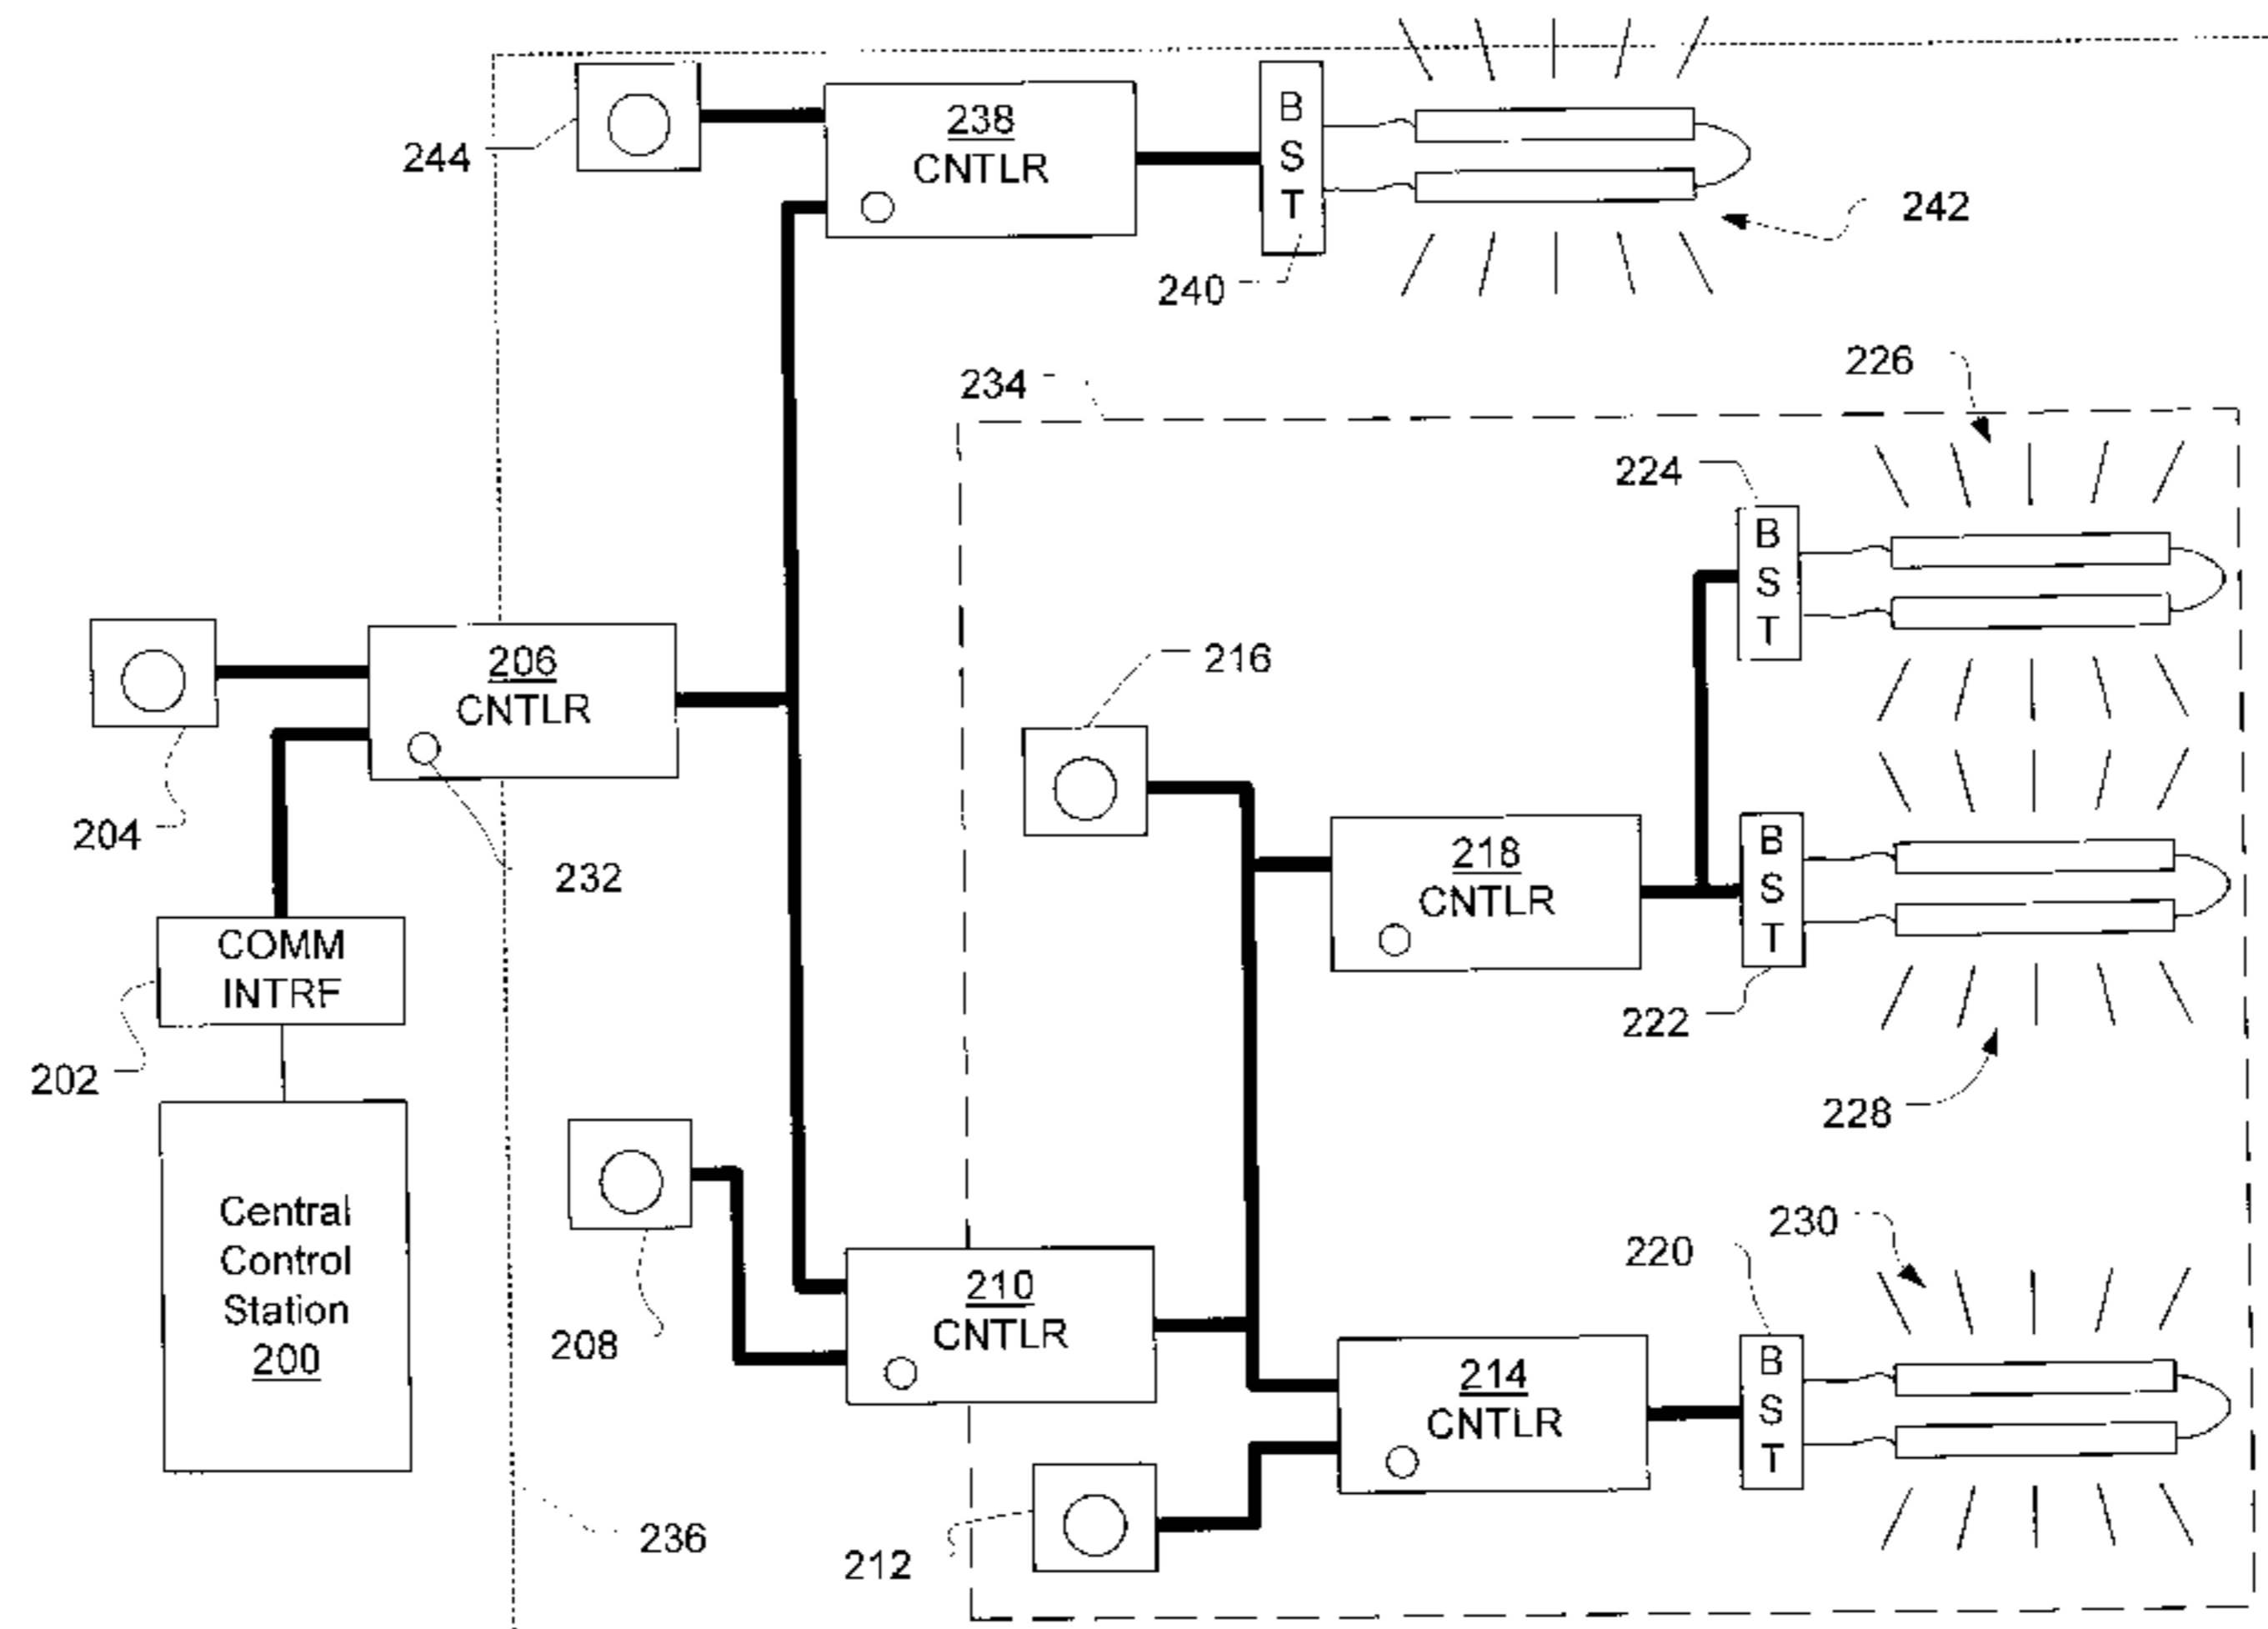 238
CNTLR
244
B
S
T
242
240
234
226
224
B
S
T
206
CNTLR
216
204
232
218
CNTLR
B
S
T
222
COMM
INTRF
202
228
Central
Control
Station
200
208
210
CNTLR
230
220
214
CNTLR
B
S
T
236
212